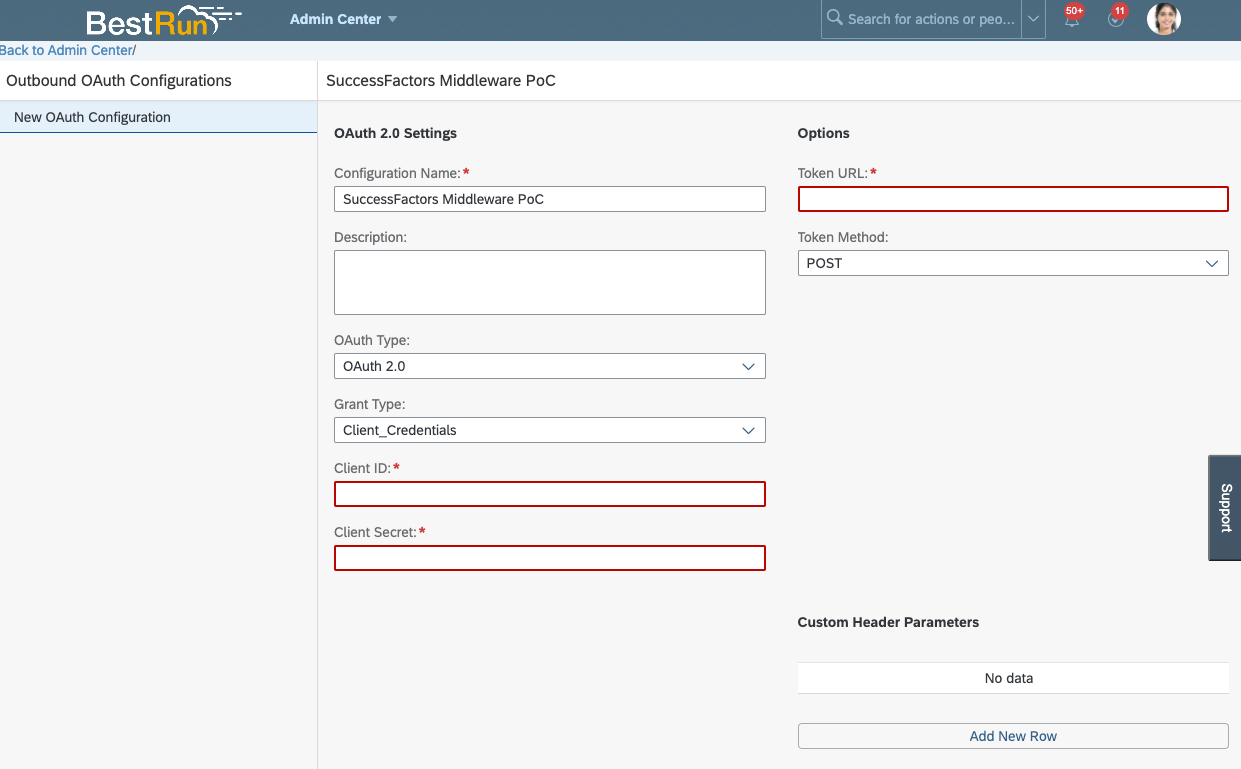 BestRun
Admin Center
Search for actions or peo...
50+
11
Back to Admin Center/
Outbound OAuth Configurations
SuccessFactors Middleware PoC
New OAuth Configuration
OAuth 2.0 Settings
Configuration Name:*
SuccessFactors Middleware PoC
Description:
OAuth Type:
OAuth 2.0
Grant Type:
Client_Credentials
Client ID:*
Client Secret:*
Options
Token URL:*
Token Method:
POST
Support
Custom Header Parameters
No data
Add New Row